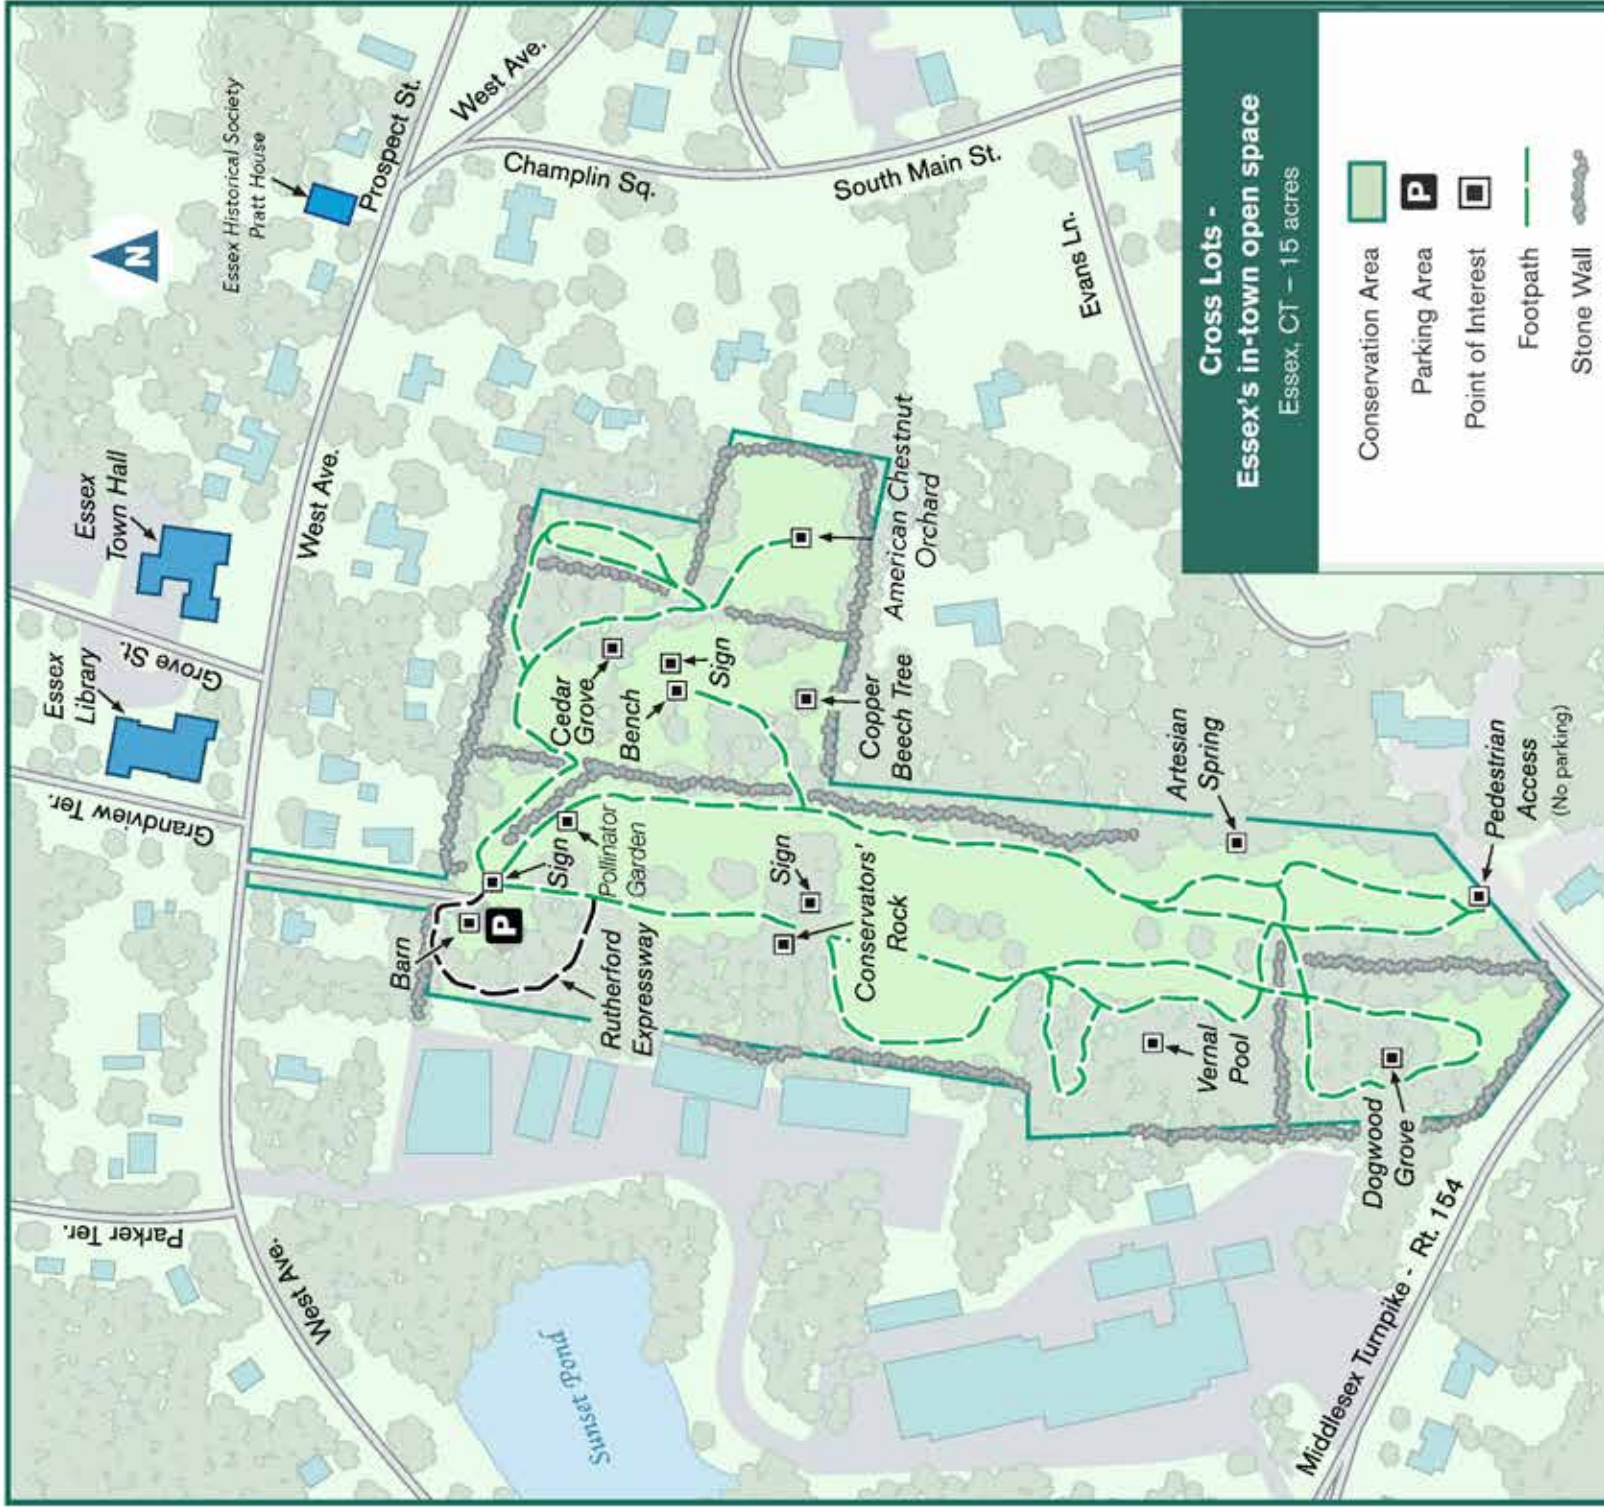 Cross Lots -
Essex's in-town open space
Essex, CT – 15 acres
Conservation Area
Parking Area
P
Point of Interest
Footpath
Stone Wall
N
Essex Historical Society
Pratt House
Prospect St.
West Ave.
Champlin Sq.
South Main St.
Evans Ln.
Essex
Town Hall
West Ave.
Grove St.
Essex
Library
Grandview Ter.
Parker Ter.
West Ave.
Sunset Pond
Barn
P
Sign
Pollinator
Garden
Rutherford
Expressway
Cedar
Grove
Bench
Sign
American Chestnut
Orchard
Copper
Beech Tree
Sign
Conservators'
Rock
Artesian
Spring
Vernal
Pool
Dogwood
Grove
Pedestrian
Access
(No parking)
Middlesex Turnpike - Rt. 154